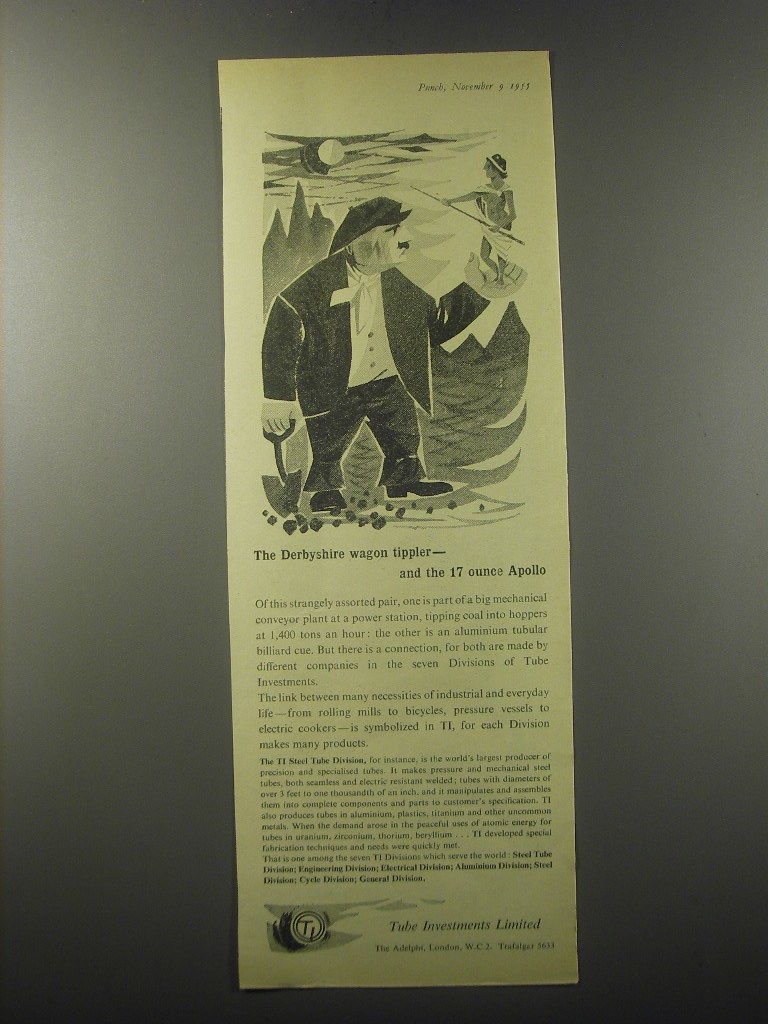 Punch, November 9 1955
The Derbyshire wagon tippler—
and the 17 ounce Apollo
Of this strangely assorted pair, one is part of a big mechanical
conveyor plant at a power station, tipping coal into hoppers
at 1,400 tons an hour: the other is an aluminium tubular
billiard cue. But there is a connection, for both are made by
different companies in the seven Divisions of Tube
Investments.
The link between many necessities of industrial and everyday
life—from rolling mills to bicycles, pressure vessels to
electric cookers—is symbolized in TI, for each Division
makes many products.
The TI Steel Tube Division, for instance, is the world's largest producer of
precision and specialised tubes. It makes pressure and mechanical steel
tubes, both seamless and electric resistant welded; tubes with diameters of
over 3 feet to one thousandth of an inch, and it manipulates and assembles
them into complete components and parts to customer's specification. TI
also produces tubes in aluminium, plastics, titanium and other uncommon
metals. When the demand arose in the peaceful uses of atomic energy for
tubes in uranium, zirconium, thorium, beryllium . . . TI developed special
fabrication techniques and needs were quickly met.
That is one among the seven TI Divisions which serve the world: Steel Tube
Division; Engineering Division; Electrical Division; Aluminium Division; Steel
Division; Cycle Division; General Division.
TI
Tube Investments Limited
The Adelphi, London, W.C.2. Trafalgar 5633